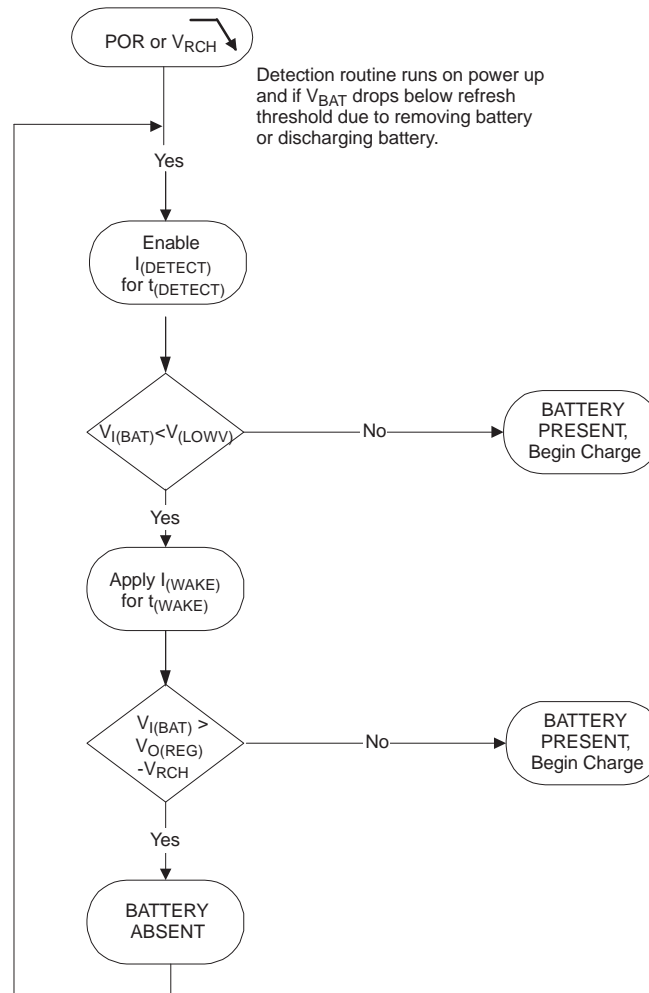 POR or VRCH
Detection routine runs on power up
and if VBAT drops below refresh
threshold due to removing battery
or discharging battery.
Yes
Enable
I(DETECT)
for t(DETECT)
VI(BAT)<V(LOWV)
No
BATTERY
PRESENT,
Begin Charge
Yes
Apply I(WAKE)
for t(WAKE)
VI(BAT) >
VO(REG)
-VRCH
No
BATTERY
PRESENT,
Begin Charge
Yes
BATTERY
ABSENT